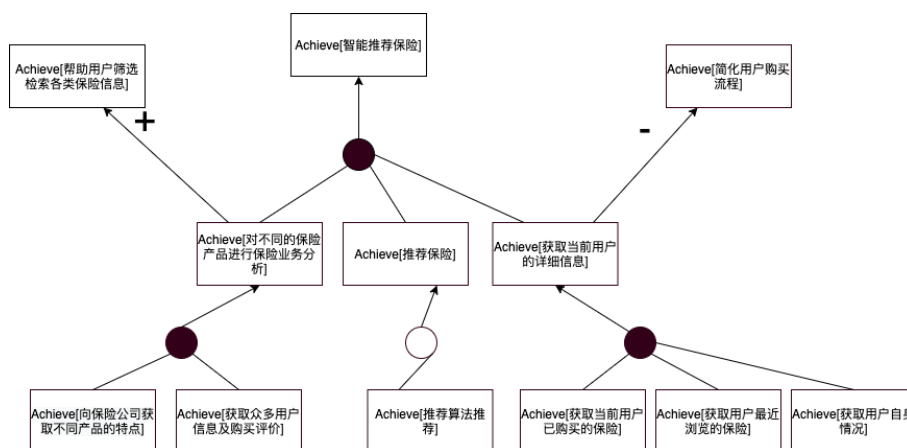 Achieve[智能推荐保险]
Achieve[帮助用户筛选
检索各类保险信息]
Achieve[简化用户购买
流程]
+
-
Achieve[对不同的保险
产品进行保险业务分
析]
Achieve[推荐保险]
Achieve[获取当前用户
的详细信息]
Achieve[向保险公司获
取不同产品的特点]
Achieve[获取众多用户
信息及购买评价]
Achieve[推荐算法推
荐]
Achieve[获取当前用户
已购买的保险]
Achieve[获取用户最近
浏览的保险]
Achieve[获取用户自身
情况]